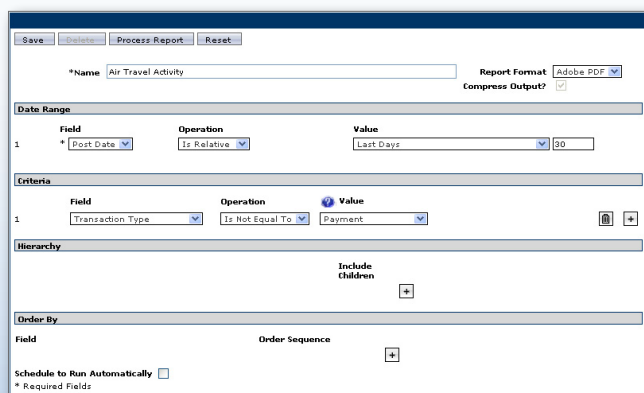 Save Delete Process Report Reset
*Name Air Travel Activity Report Format Adobe PDF
Compress Output?
Date Range
Field Operation Value
1 * Post Date Is Relative Last Days 30
Criteria
Field Operation ? Value
1 Transaction Type Is Not Equal To Payment +
Hierarchy
Include
Children
+
Order By
Field Order Sequence
+
Schedule to Run Automatically
* Required Fields